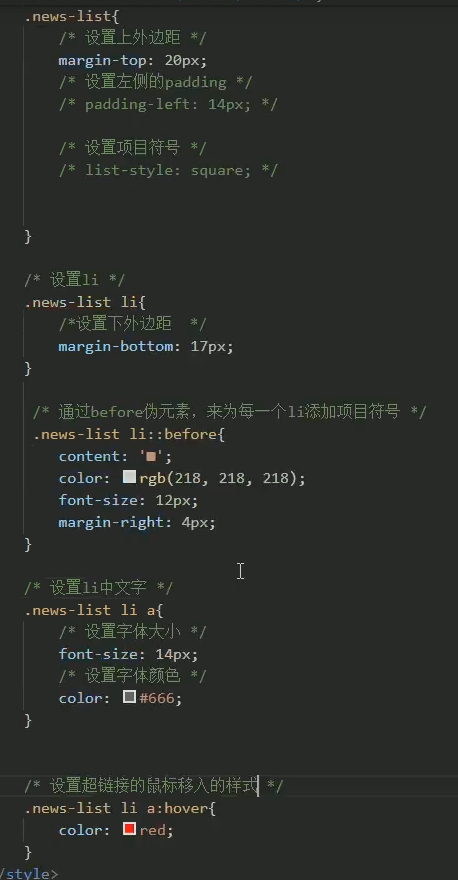 .news-list{
/* 设置上外边距 */
margin-top: 20px;
/* 设置左侧的padding */
/* padding-left: 14px; */
/* 设置项目符号 */
/* list-style: square; */
}
/* 设置li */
.news-list li{
/*设置下外边距  */
margin-bottom: 17px;
}
/* 通过before伪元素，来为每一个li添加项目符号 */
.news-list li::before{
content: '■';
color: rgb(218, 218, 218);
font-size: 12px;
margin-right: 4px;
}
/* 设置li中文字 */
.news-list li a{
/* 设置字体大小 */
font-size: 14px;
/* 设置字体颜色 */
color: #666;
}
/* 设置超链接的鼠标移入的样式 */
.news-list li a:hover{
color: red;
}
/style>